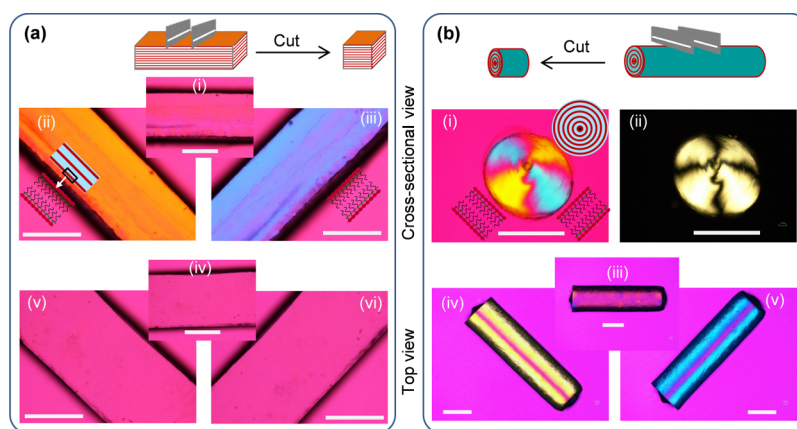 (a)
Cut
(i)
(ii)
(iii)
(iv)
(v)
(vi)
Cross-sectional view
Top view
(b)
Cut
(i)
(ii)
(iii)
(iv)
(v)